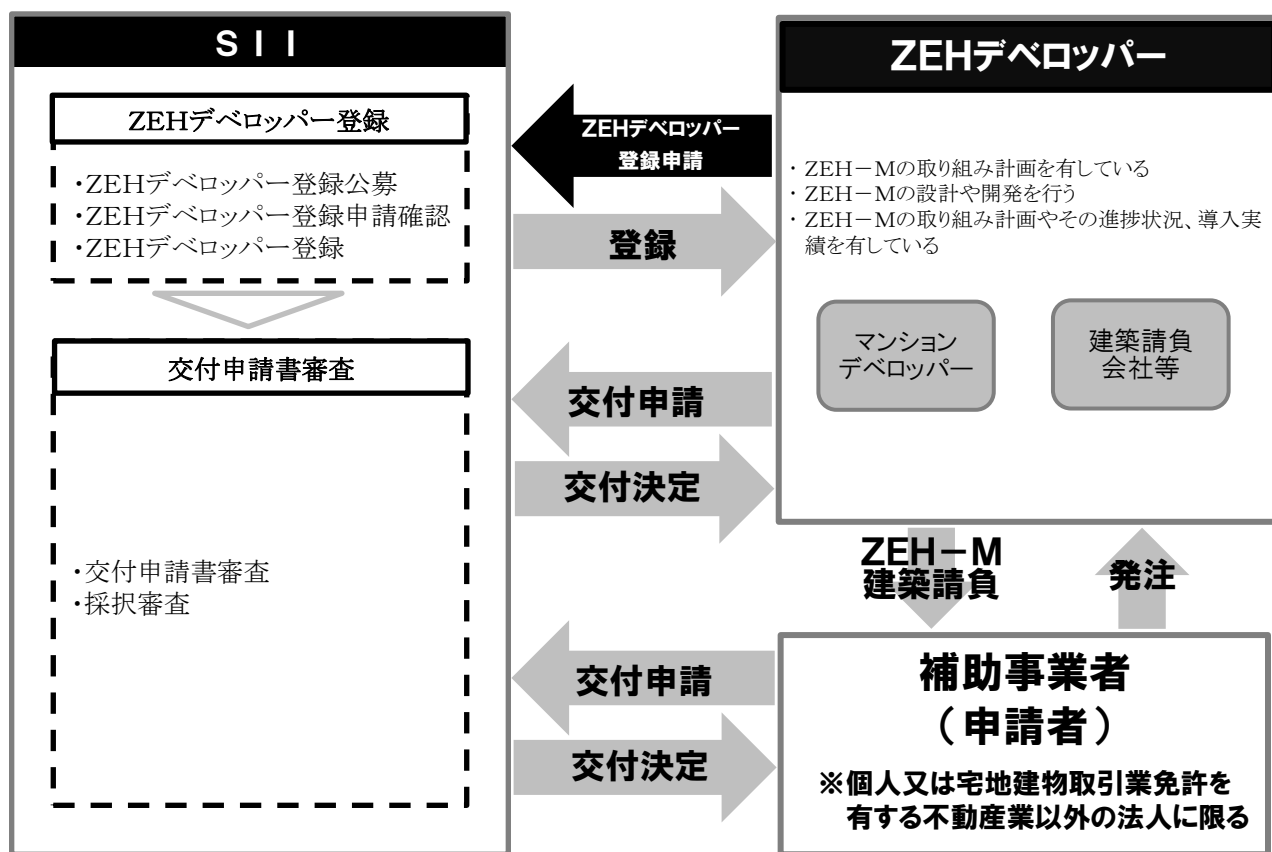 ＳＩＩ
ZEHデベロッパー登録
・ZEHデベロッパー登録公募
・ZEHデベロッパー登録申請確認
・ZEHデベロッパー登録
交付申請書審査
・交付申請書審査
・採択審査
ZEHデベロッパー
登録申請
登録
交付申請
交付決定
交付申請
交付決定
ZEHデベロッパー
・ZEH－Mの取り組み計画を有している
・ZEH－Mの設計や開発を行う
・ZEH－Mの取り組み計画やその進捗状況、導入実
績を有している
マンション
デベロッパー
建築請負
会社等
ZEH－M
建築請負
発注
補助事業者
（申請者）
※個人又は宅地建物取引業免許を
有する不動産業以外の法人に限る